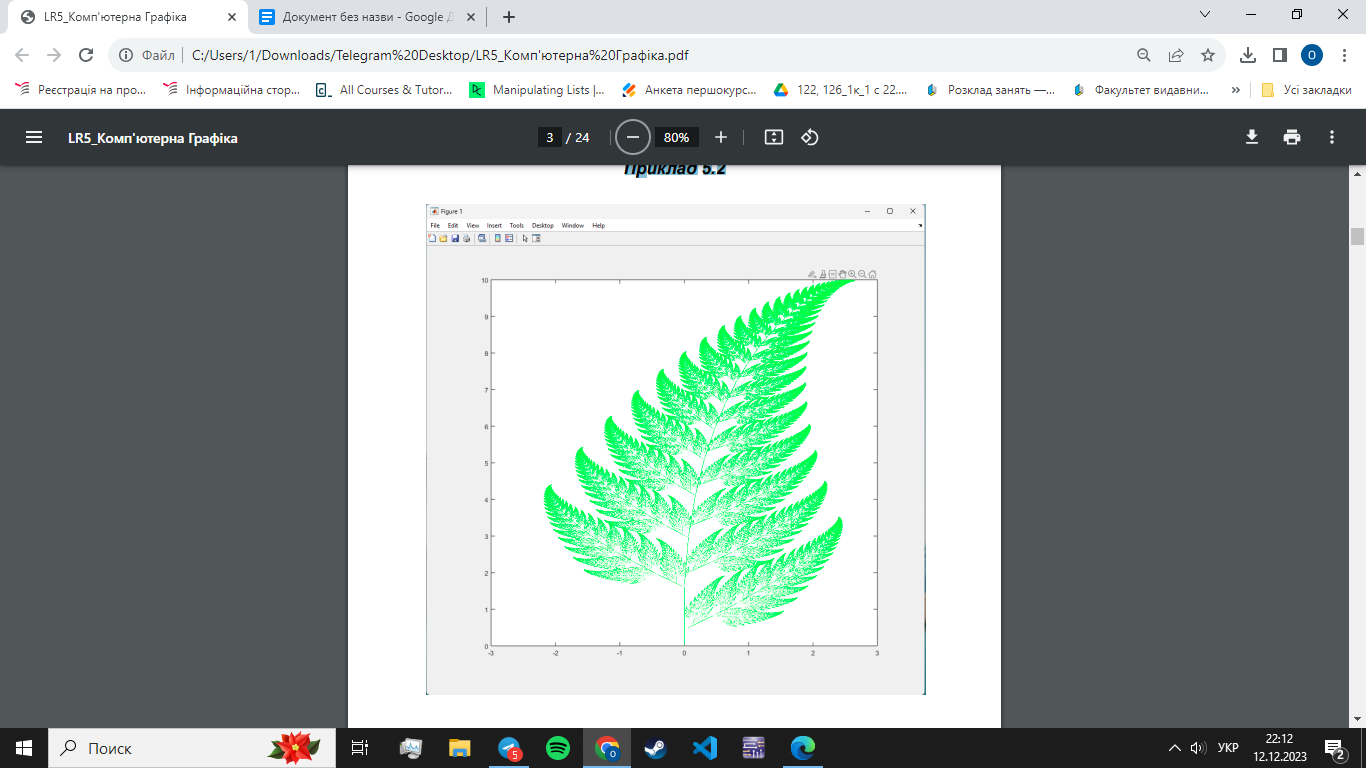 LR5_Комп'ютерна Графіка
Документ без назви - Google Д
Файл
C:/Users/1/Downloads/Telegram%20Desktop/LR5_Комп'ютерна%20Графіка.pdf
Реєстрація на про...
Інформаційна стор...
All Courses & Tutor...
Manipulating Lists |...
Анкета першокурс...
122, 126_1к_1 с 22....
Розклад занять —...
Факультет видавни...
»
Усі закладки
LR5_Комп'ютерна Графіка
3 / 24
80%
Приклад 5.2
Figure 1
File Edit View Insert Tools Desktop Window Help
10
9
8
7
6
5
4
3
2
1
0
-3 -2 -1 0 1 2 3
Поиск
5
УКР
22:12
12.12.2023
2